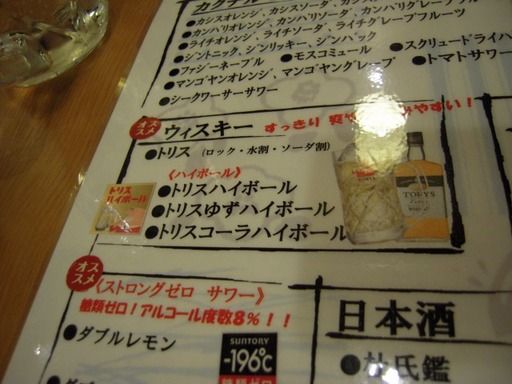 カクテル
●カシスオレンジ、カシスソーダ、カシス
●カンパリオレンジ、カンパリソーダ、カンパリグレープフル
●ライチオレンジ、ライチソーダ、ライチグレープフルーツ
●ジントニック、ジンリッキー、ジンバック
●スクリュードライバ
●ファジーネーブル ●モスコミュール ●トマトサワー
●マンゴヤンオレンジ、マンゴヤングレープ
●シークワーサーサワー
オススメ
ウィスキー すっきり 爽や みやすい!
●トリス (ロック・水割・ソーダ割)
《ハイボール》
●トリスハイボール
●トリスゆずハイボール
●トリスコーラハイボール
トリス
ハイボール
TORYS
オススメ
《ストロングゼロ サワー》
糖類ゼロ!アルコール度数8%!!
●ダブルレモン
SUNTORY
-196℃
日本酒
杜氏鑑